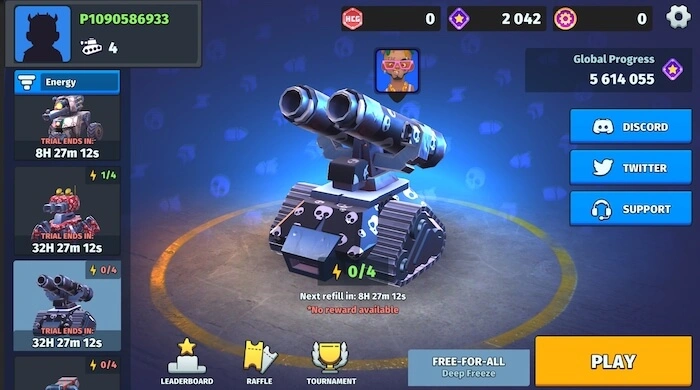 P1090586933
4
HCG
0
2 042
0
Global Progress
5 614 055
Energy
TRIAL ENDS IN:
8H 27m 12s
1/4
TRIAL ENDS IN:
32H 27m 12s
0/4
TRIAL ENDS IN:
32H 27m 12s
0/4
DISCORD
TWITTER
SUPPORT
0/4
Next refill in: 8H 27m 12s
*No reward available
LEADERBOARD
RAFFLE
TOURNAMENT
FREE-FOR-ALL
Deep Freeze
PLAY